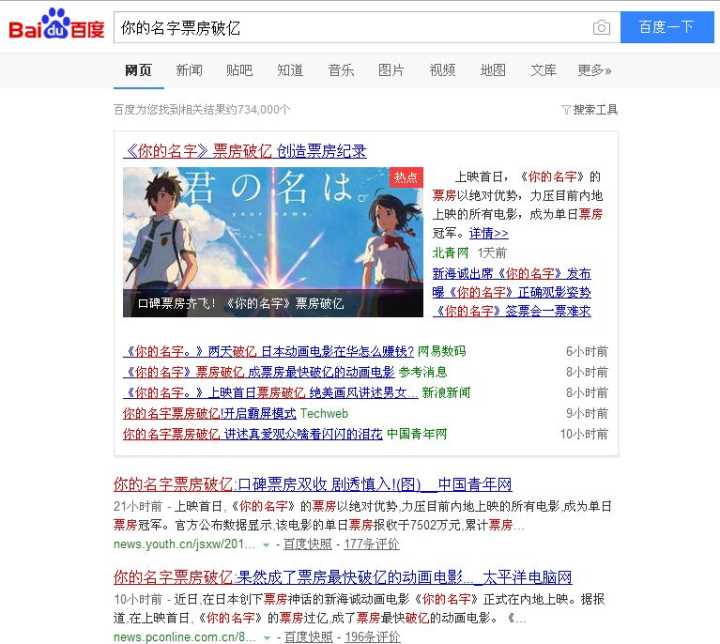 Bai du 百度
你的名字票房破亿
百度一下
网页 新闻 贴吧 知道 音乐 图片 视频 地图 文库 更多»
百度为您找到相关结果约734,000个
搜索工具
《你的名字》票房破亿 创造票房纪录
热点
君の名は。
your name.
口碑票房齐飞！《你的名字》票房破亿
上映首日，《你的名字》的
票房以绝对优势，力压目前内地
上映的所有电影，成为单日票房
冠军。详情>>
北青网 1天前
新海诚出席《你的名字》发布
曝《你的名字》正确观影姿势
《你的名字》签票会一票难求
《你的名字。》两天破亿 日本动画电影在华怎么赚钱? 网易数码 6小时前
《你的名字》票房破亿 成票房最快破亿的动画电影 参考消息 8小时前
《你的名字。》上映首日票房破亿 绝美画风讲述男女... 新浪新闻 8小时前
你的名字票房破亿!开启霸屏模式 Techweb 9小时前
你的名字票房破亿 讲述真爱观众噙着闪闪的泪花 中国青年网 10小时前
你的名字票房破亿:口碑票房双收 剧透慎入!(图)__中国青年网
21小时前 - 上映首日,《你的名字》的票房以绝对优势,力压目前内地上映的所有电影,成为单日
票房冠军。官方公布数据显示,该电影的单日票房报收于7502万元,累计票房...
news.youth.cn/jsxw/201... - 百度快照 - 177条评价
你的名字票房破亿:果然成了票房最快破亿的动画电影..._太平洋电脑网
10小时前 - 近日,在日本创下票房神话的新海诚动画电影《你的名字》正式在内地上映。据报
道,在上映首日,《你的名字》的票房过亿,成了票房最快破亿的动画电影。《...
news.pconline.com.cn/8... - 百度快照 - 196条评价